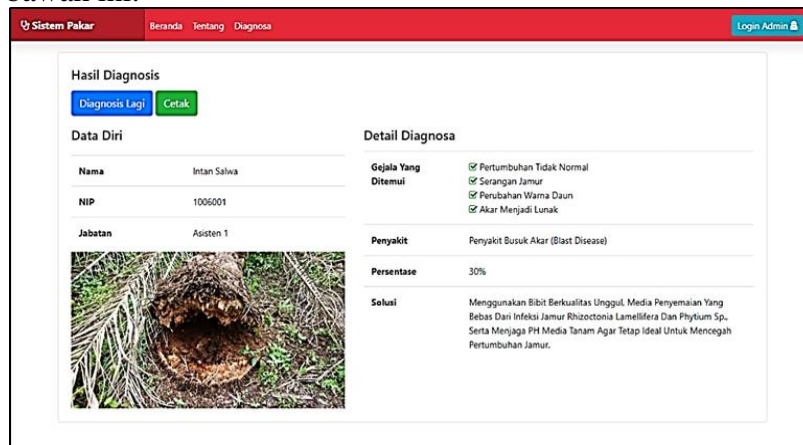 Sistem Pakar Beranda Tentang Diagnosa Login Admin
Hasil Diagnosis
Diagnosis Lagi Cetak
Data Diri
Nama Intan Salwa
NIP 1006001
Jabatan Asisten 1
Detail Diagnosa
Gejala Yang Ditemui
Pertumbuhan Tidak Normal
Serangan Jamur
Perubahan Warna Daun
Akar Menjadi Lunak
Penyakit Penyakit Busuk Akar (Blast Disease)
Persentase 30%
Solusi Menggunakan Bibit Berkualitas Unggul, Media Penyemaian Yang
Bebas Dari Infeksi Jamur Rhizoctonia Lamellifera Dan Phytium Sp.,
Serta Menjaga PH Media Tanam Agar Tetap Ideal Untuk Mencegah
Pertumbuhan Jamur.